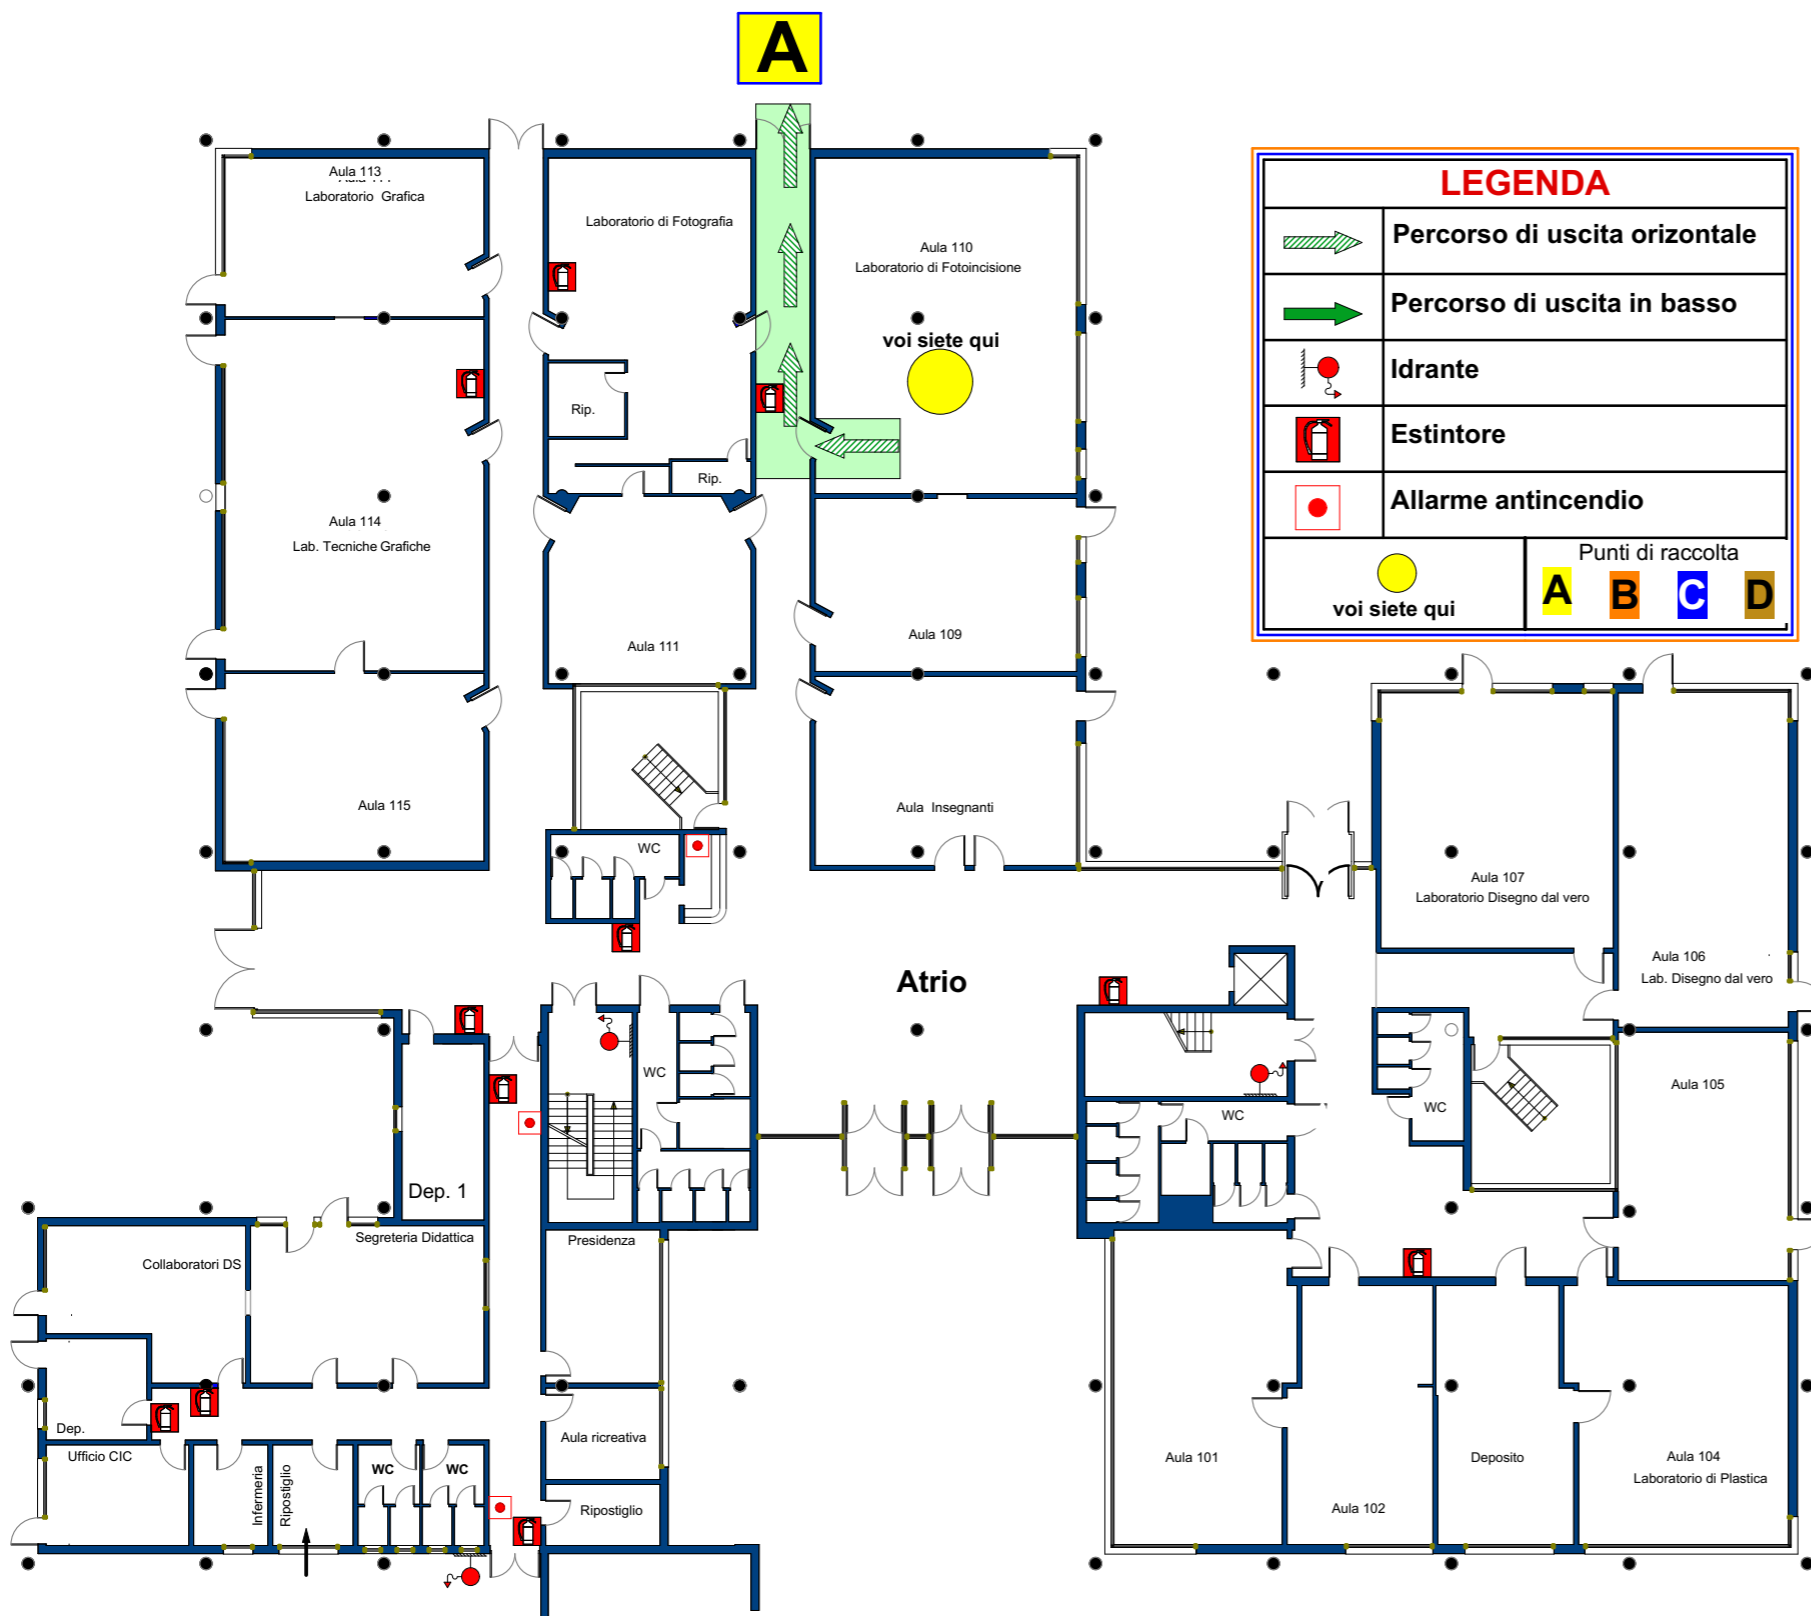 A
Aula 113
Laboratorio Grafica
Laboratorio di Fotografia
Aula 110
Laboratorio di Fotoincisione
voi siete qui
LEGENDA
Percorso di uscita orizontale
Percorso di uscita in basso
Idrante
Estintore
Allarme antincendio
voi siete qui
Punti di raccolta
A B C D
Rip.
Rip.
Aula 114
Lab. Tecniche Grafiche
Aula 111
Aula 109
Aula 115
Aula Insegnanti
WC
Aula 107
Laboratorio Disegno dal vero
Aula 106
Lab. Disegno dal vero
Atrio
WC
Aula 105
WC
WC
Dep. 1
Segreteria Didattica
Collaboratori DS
Presidenza
Dep.
Ufficio CIC
Infermeria
Ripostiglio
WC
WC
Aula ricreativa
Ripostiglio
Aula 101
Aula 102
Deposito
Aula 104
Laboratorio di Plastica